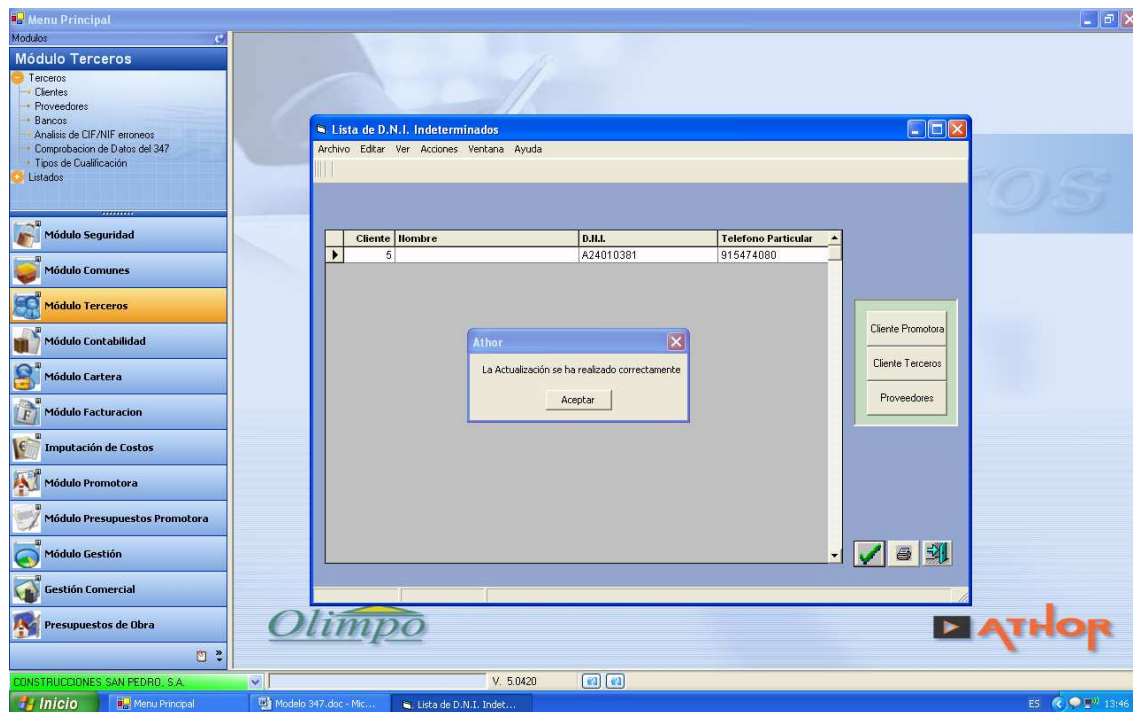 Menu Principal
Modulos
Módulo Terceros
Terceros
Clientes
Proveedores
Bancos
Analisis de CIF/NIF erroneos
Comprobacion de Datos del 347
Tipos de Cualificación
Listados
Módulo Seguridad
Módulo Comunes
Módulo Terceros
Módulo Contabilidad
Módulo Cartera
Módulo Facturacion
Imputación de Costos
Módulo Promotora
Módulo Presupuestos Promotora
Módulo Gestión
Gestión Comercial
Presupuestos de Obra
CONSTRUCCIONES SAN PEDRO, S.A.
V. 5.0420
Lista de D.N.I. Indeterminados
Archivo Editar Ver Acciones Ventana Ayuda
Cliente Nombre D.N.I. Telefono Particular
5 A24010381 915474080
Athor
La Actualización se ha realizado correctamente
Aceptar
Cliente Promotora
Cliente Terceros
Proveedores
Olimpo
ATHOR
Inicio Menu Principal Modelo 347.doc - Mic... Lista de D.N.I. Indet... ES 13:46